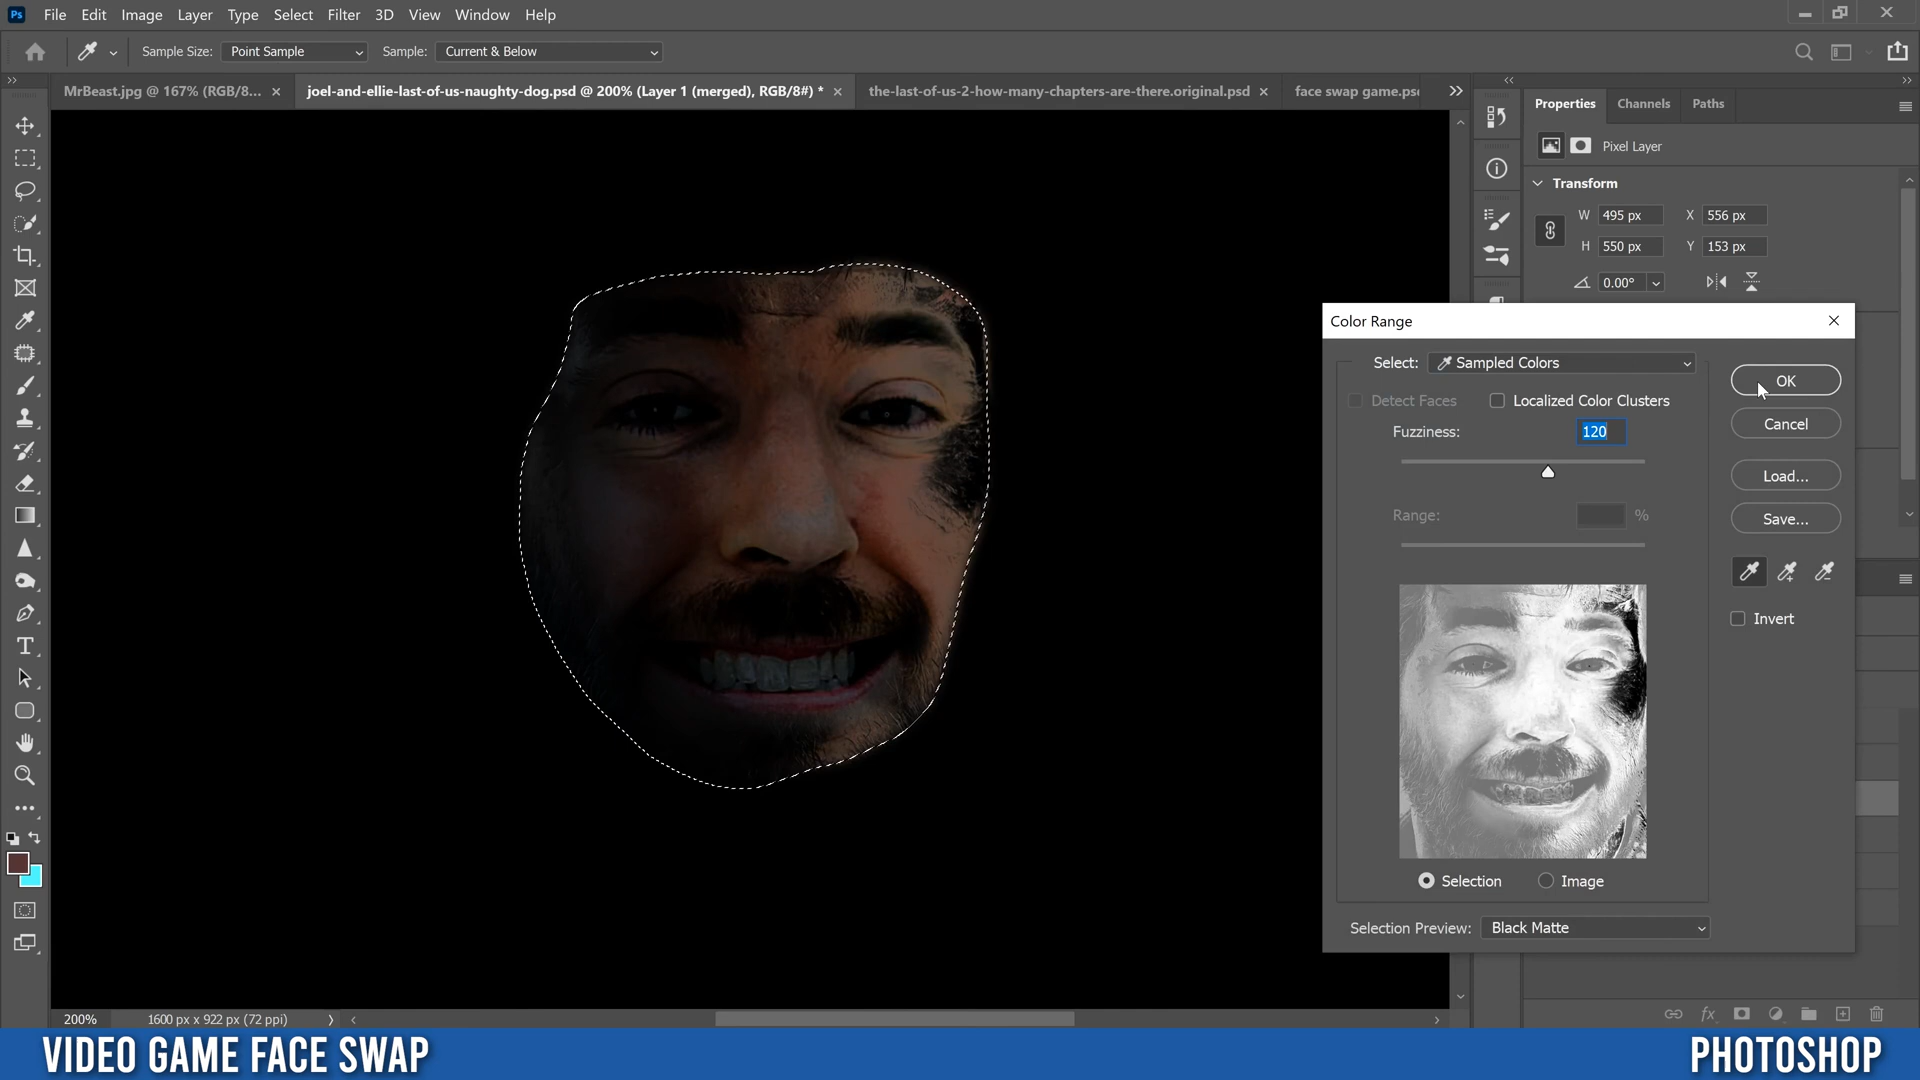 Ps File Edit Image Layer Type Select Filter 3D View Window Help
Sample Size: Point Sample Sample: Current & Below
MrBeast.jpg @ 167% (RGB/8...
joel-and-ellie-last-of-us-naughty-dog.psd @ 200% (Layer 1 (merged), RGB/8#) *
the-last-of-us-2-how-many-chapters-are-there.original.psd
face swap game.psd
Properties Channels Paths
Pixel Layer
Transform
W 495 px X 556 px
H 550 px Y 153 px
0.00°
Color Range
Select: Sampled Colors
OK
Detect Faces Localized Color Clusters
Fuzziness: 120
Cancel
Load...
Range: %
Save...
Invert
Selection Image
Selection Preview: Black Matte
200% 1600 px x 922 px (72 ppi)
fx
VIDEO GAME FACE SWAP
PHOTOSHOP